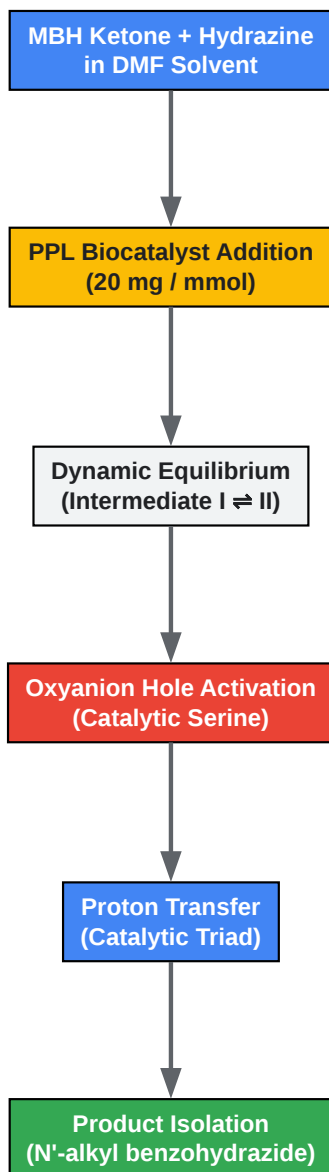 MBH Ketone + Hydrazine
in DMF Solvent
PPL Biocatalyst Addition
(20 mg / mmol)
Dynamic Equilibrium
(Intermediate I ⇌ II)
Oxyanion Hole Activation
(Catalytic Serine)
Proton Transfer
(Catalytic Triad)
Product Isolation
(N'-alkyl benzohydrazide)